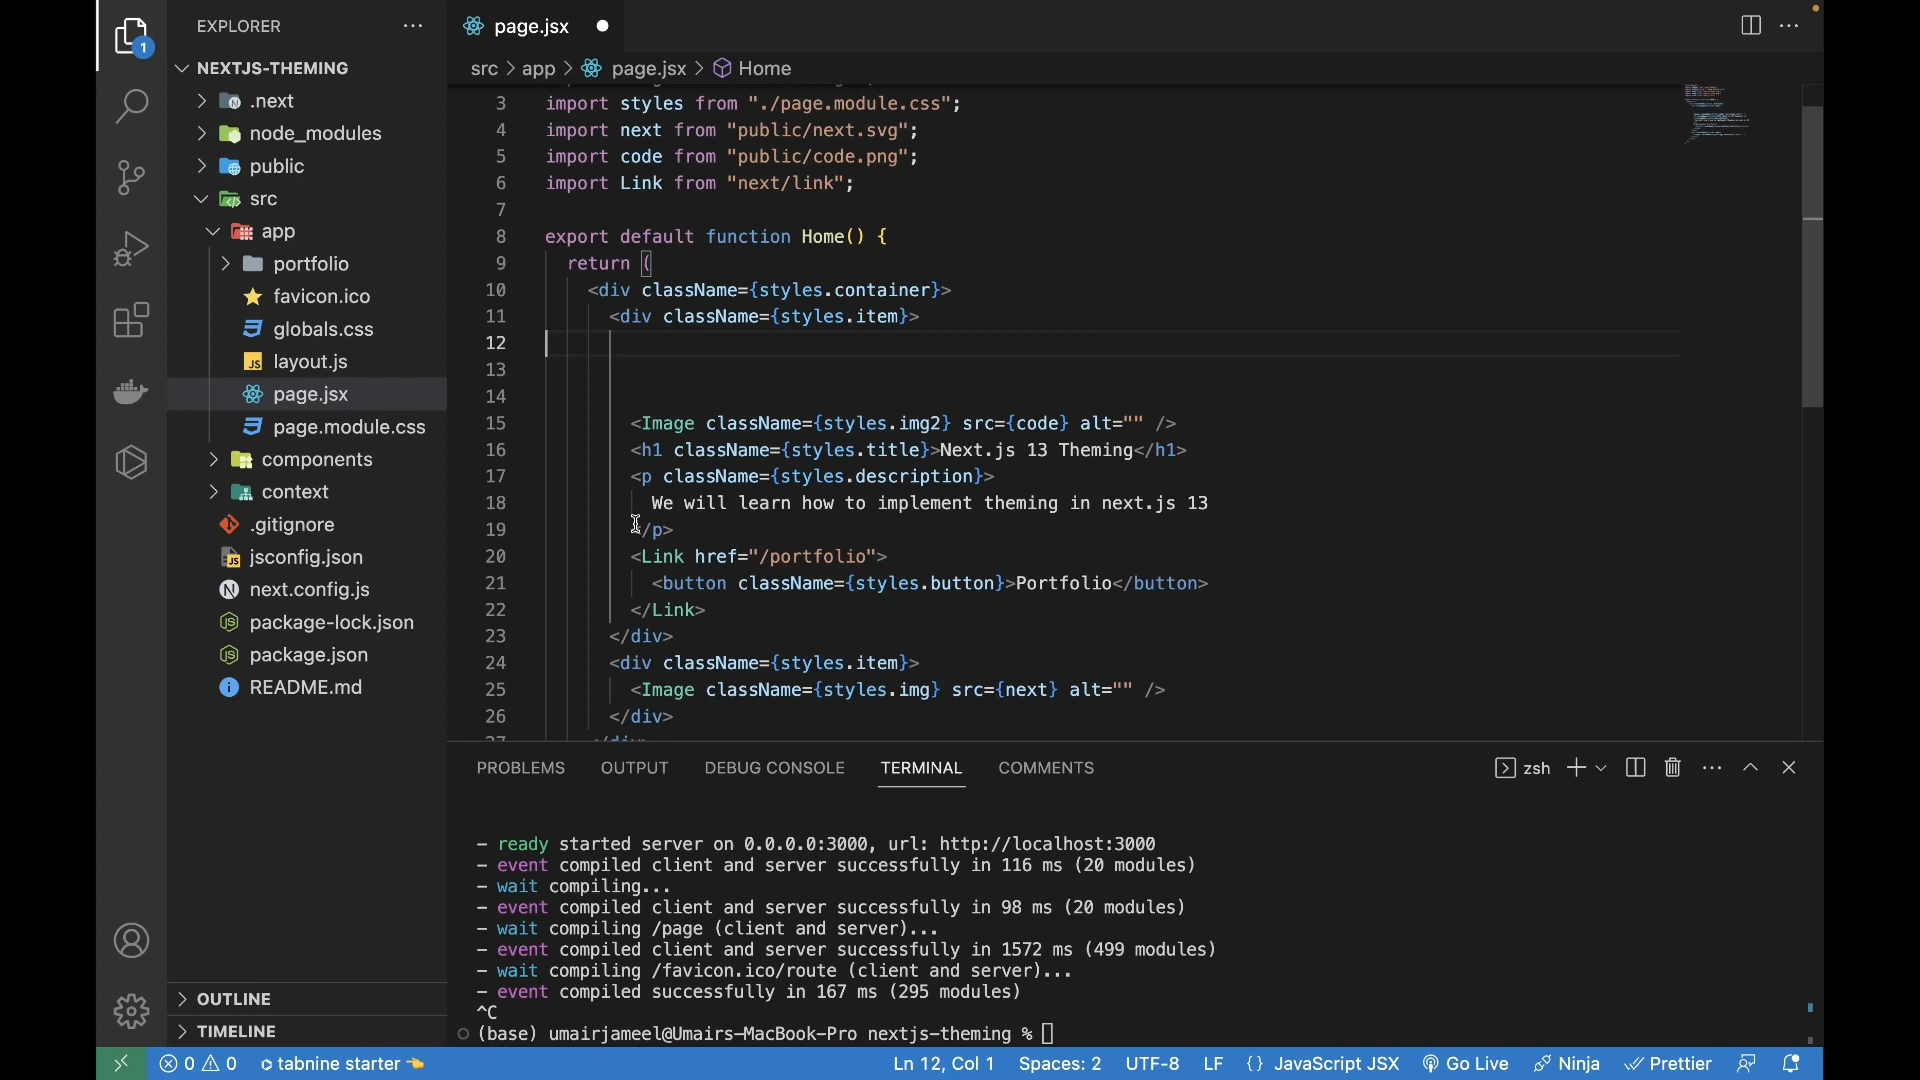 EXPLORER
NEXTJS-THEMING
.next
node_modules
public
src
app
portfolio
favicon.ico
globals.css
layout.js
page.jsx
page.module.css
components
context
.gitignore
jsconfig.json
next.config.js
package-lock.json
package.json
README.md
OUTLINE
TIMELINE
1
page.jsx
src > app > page.jsx > Home
3 import styles from "./page.module.css";
4 import next from "public/next.svg";
5 import code from "public/code.png";
6 import Link from "next/link";
7
8 export default function Home() {
9 return (
10 <div className={styles.container}>
11 <div className={styles.item}>
12
13
14
15 <Image className={styles.img2} src={code} alt="" />
16 <h1 className={styles.title}>Next.js 13 Theming</h1>
17 <p className={styles.description}>
18 We will learn how to implement theming in next.js 13
19 </p>
20 <Link href="/portfolio">
21 <button className={styles.button}>Portfolio</button>
22 </Link>
23 </div>
24 <div className={styles.item}>
25 <Image className={styles.img} src={next} alt="" />
26 </div>
27 </div>
PROBLEMS OUTPUT DEBUG CONSOLE TERMINAL COMMENTS
zsh
- ready started server on 0.0.0.0:3000, url: http://localhost:3000
- event compiled client and server successfully in 116 ms (20 modules)
- wait compiling...
- event compiled client and server successfully in 98 ms (20 modules)
- wait compiling /page (client and server)...
- event compiled client and server successfully in 1572 ms (499 modules)
- wait compiling /favicon.ico/route (client and server)...
- event compiled successfully in 167 ms (295 modules)
^C
(base) umairjameel@Umairs-MacBook-Pro nextjs-theming %
0 0 tabnine starter Ln 12, Col 1 Spaces: 2 UTF-8 LF {} JavaScript JSX Go Live Ninja Prettier